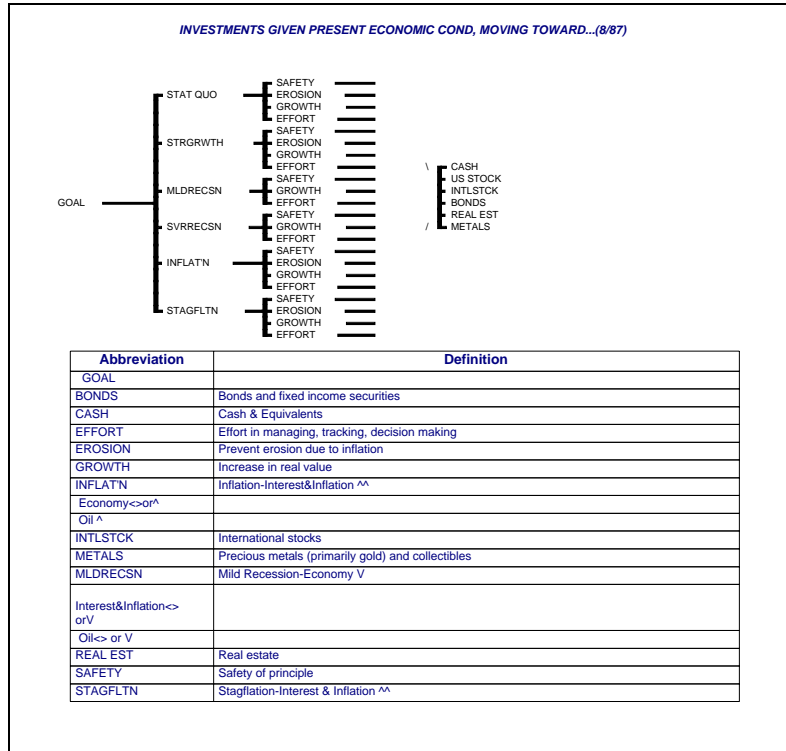 INVESTMENTS GIVEN PRESENT ECONOMIC COND, MOVING TOWARD...(8/87)
SAFETY
STAT QUO EROSION
GROWTH
EFFORT
SAFETY
STRGRWTH EROSION
GROWTH
EFFORT \ CASH
SAFETY US STOCK
MLDRECSN GROWTH INTLSTCK
GOAL EFFORT BONDS
SAFETY REAL EST
SVRRECSN GROWTH / METALS
EFFORT
SAFETY
INFLAT'N EROSION
GROWTH
EFFORT
SAFETY
STAGFLTN EROSION
GROWTH
EFFORT
Abbreviation Definition
GOAL
BONDS Bonds and fixed income securities
CASH Cash & Equivalents
EFFORT Effort in managing, tracking, decision making
EROSION Prevent erosion due to inflation
GROWTH Increase in real value
INFLAT'N Inflation-Interest&Inflation ^^
Economy<>or^
Oil ^
INTLSTCK International stocks
METALS Precious metals (primarily gold) and collectibles
MLDRECSN Mild Recession-Economy V
Interest&Inflation<>
orV
Oil<> or V
REAL EST Real estate
SAFETY Safety of principle
STAGFLTN Stagflation-Interest & Inflation ^^